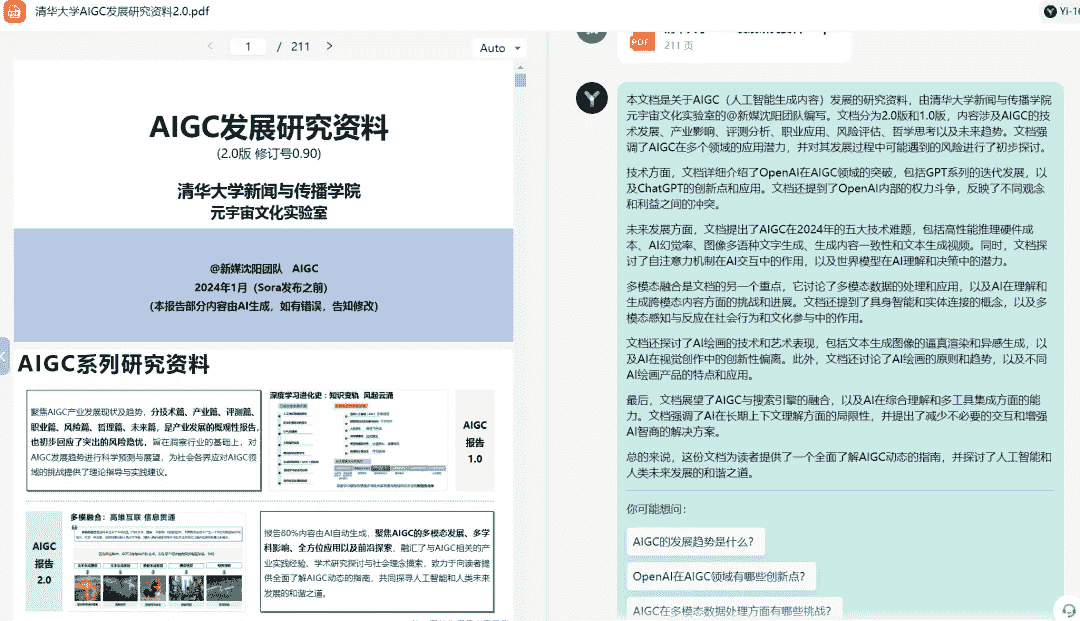 清华大学AIGC发展研究资料2.0.pdf
1 / 211
Auto
AIGC发展研究资料
(2.0版 修订号0.90)
清华大学新闻与传播学院
元宇宙文化实验室
@新媒沈阳团队 AIGC
2024年1月（Sora发布之前）
(本报告部分内容由AI生成，如有错误，告知修改)
AIGC系列研究资料
聚焦AIGC产业发展现状及趋势，分技术篇、产业篇、评测篇、
职业篇、风险篇、哲理篇、未来篇，是产业发展的概观性报告，
也初步回应了突出的风险隐忧，旨在洞察行业的基础上，对
AIGC发展趋势进行科学预测与展望，为社会各界应对AIGC领
域的挑战提供了理论指导与实践建议。
深度学习进化史：知识变轨 风起云涌
AIGC
报告
1.0
AIGC
报告
2.0
多模融合：高维互联 信息贯通
报告80%内容由AI自动生成，聚焦AIGC的多模态发展、多学
科影响、全方位应用以及前沿探索，融汇了与AIGC相关的产
业实践经验、学术研究探讨与社会理念摸索，致力于向读者提
供全面了解AIGC动态的指南，共同探寻人工智能和人类未来
发展的和谐之道。
PDF
211 页
本文档是关于AIGC（人工智能生成内容）发展的研究资料，由清华大学新闻与传播学院
元宇宙文化实验室的@新媒沈阳团队编写。文档分为2.0版和1.0版，内容涉及AIGC的技
术发展、产业影响、评测分析、职业应用、风险评估、哲学思考以及未来趋势。文档强
调了AIGC在多个领域的应用潜力，并对其发展过程中可能遇到的风险进行了初步探讨。
技术方面，文档详细介绍了OpenAI在AIGC领域的突破，包括GPT系列的迭代发展，以
及ChatGPT的创新点和应用。文档还提到了OpenAI内部的权力斗争，反映了不同观念
和利益之间的冲突。
未来发展方面，文档提出了AIGC在2024年的五大技术难题，包括高性能推理硬件成
本、AI幻觉率、图像多语种文字生成、生成内容一致性和文本生成视频。同时，文档探
讨了自注意力机制在AI交互中的作用，以及世界模型在AI理解和决策中的潜力。
多模态融合是文档的另一个重点，它讨论了多模态数据的处理和应用，以及AI在理解和
生成跨模态内容方面的挑战和进展。文档还提到了具身智能和实体连接的概念，以及多
模态感知与反应在社会行为和文化参与中的作用。
文档还探讨了AI绘画的技术和艺术表现，包括文本生成图像的逼真渲染和异感生成，以
及AI在视觉创作中的创新性偏离。此外，文档还讨论了AI绘画的原则和趋势，以及不同
AI绘画产品的特点和应用。
最后，文档展望了AIGC与搜索引擎的融合，以及AI在综合理解和多工具集成方面的能
力。文档强调了AI在长期上下文理解方面的局限性，并提出了减少不必要的交互和增强
AI智商的解决方案。
总的来说，这份文档为读者提供了一个全面了解AIGC动态的指南，并探讨了人工智能和
人类未来发展的和谐之道。
你可能想问：
AIGC的发展趋势是什么？
OpenAI在AIGC领域有哪些创新点？
AIGC在多模态数据处理方面有哪些挑战？